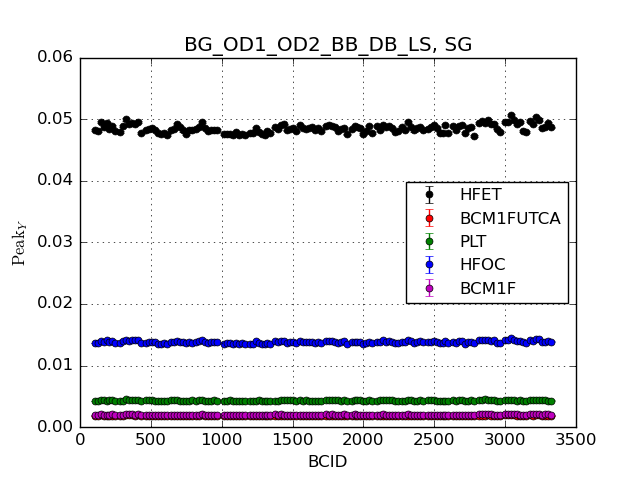 BG_OD1_OD2_BB_DB_LS, SG
0.06
0.05
0.04
0.03
0.02
0.01
0.00
Peak_Y
HFET
BCM1FUTCA
PLT
HFOC
BCM1F
0 500 1000 1500 2000 2500 3000 3500
BCID